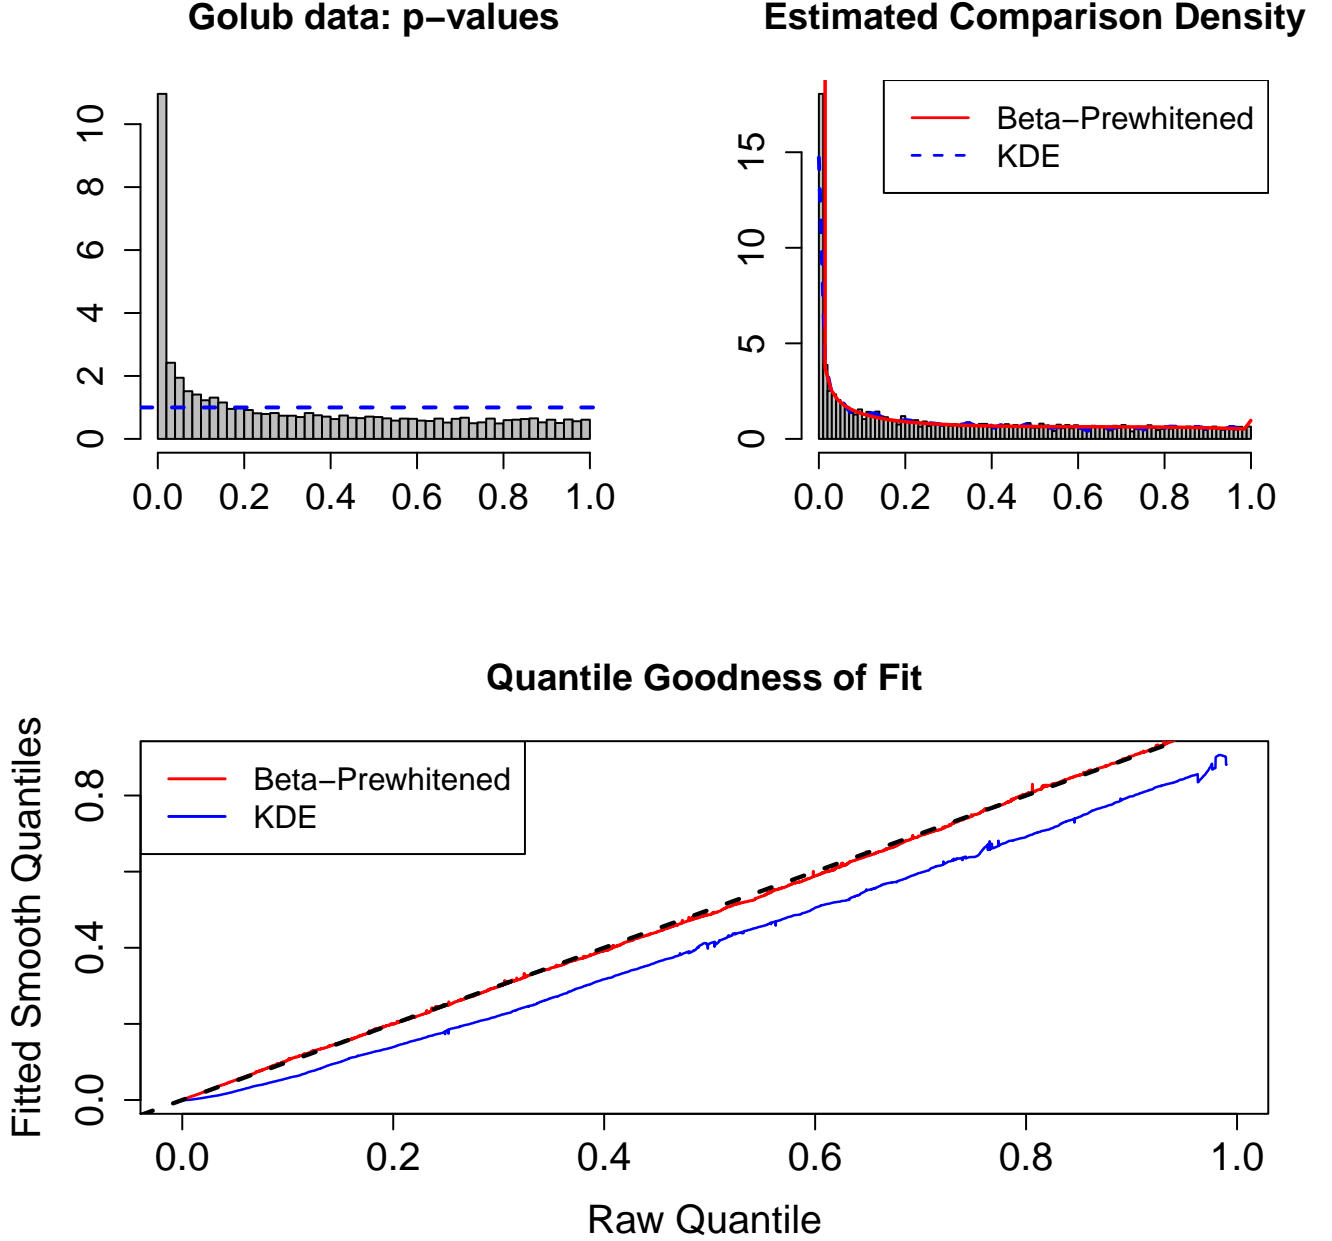 Golub data: p−values
10
8
6
4
2
0
0.0 0.2 0.4 0.6 0.8 1.0
Estimated Comparison Density
Beta−Prewhitened
KDE
15
10
5
0
0.0 0.2 0.4 0.6 0.8 1.0
Quantile Goodness of Fit
Fitted Smooth Quantiles
Beta−Prewhitened
KDE
0.8
0.4
0.0
0.0 0.2 0.4 0.6 0.8 1.0
Raw Quantile